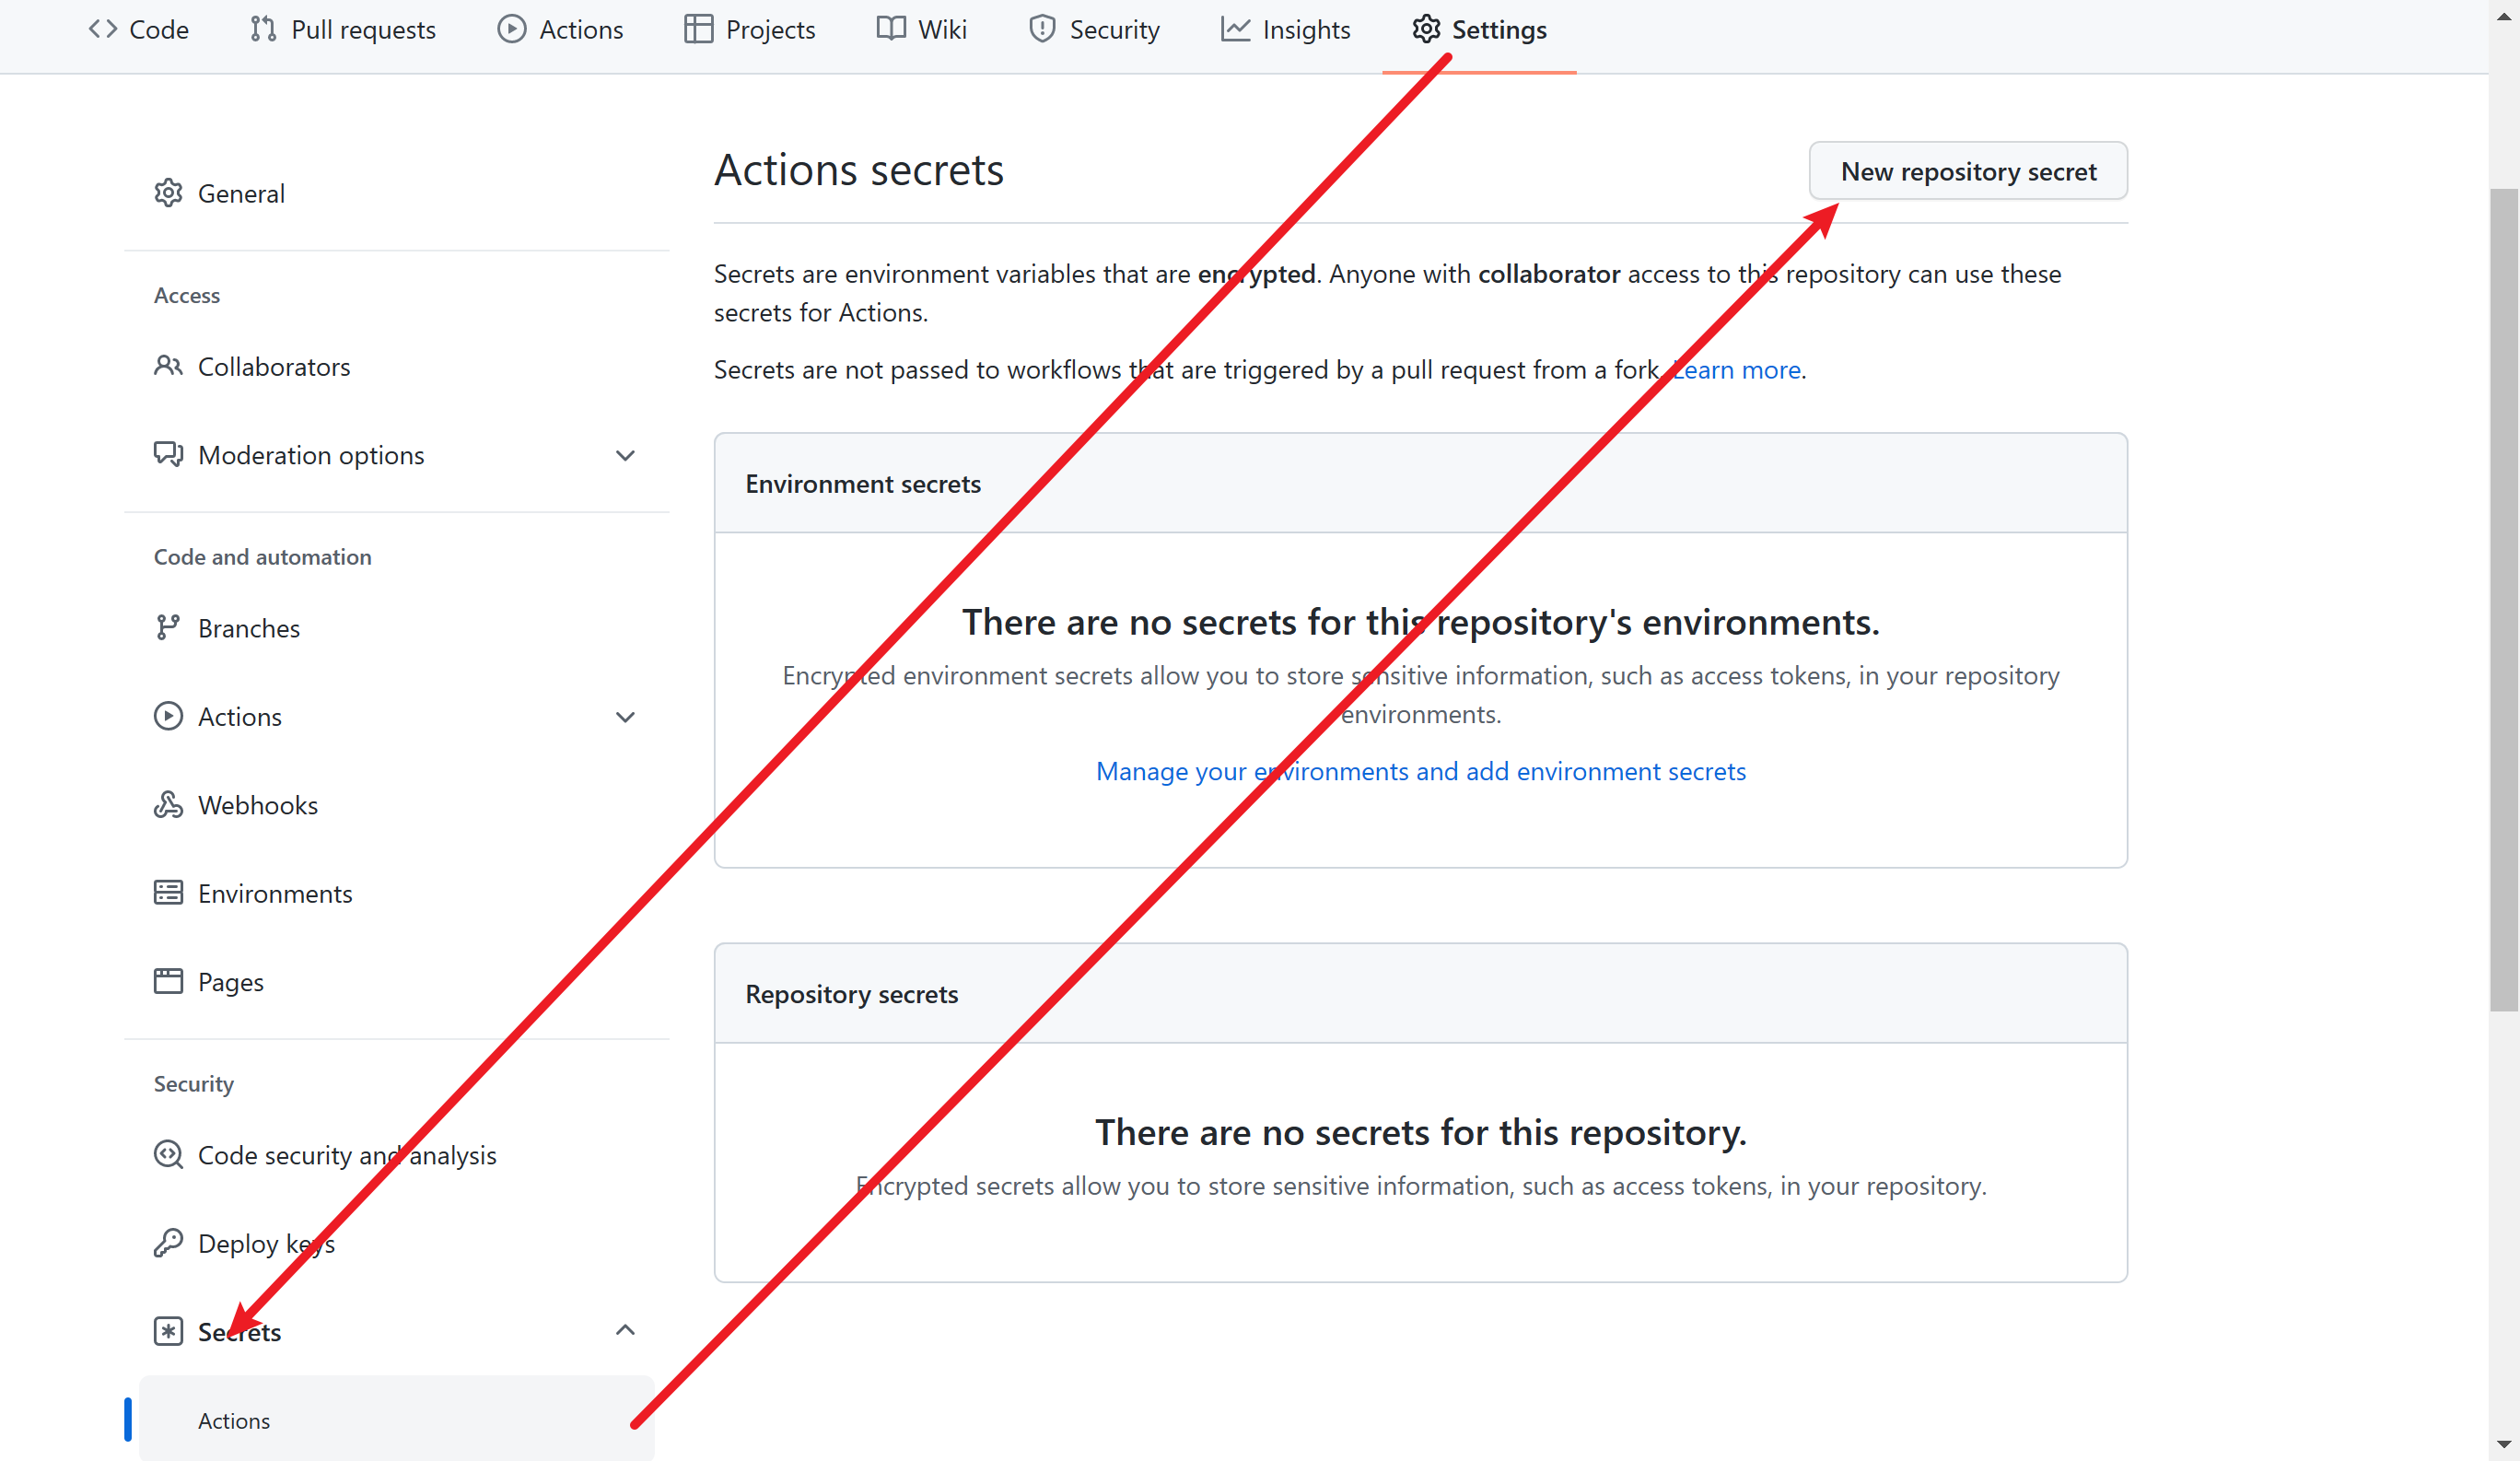 Code Pull requests Actions Projects Wiki Security Insights Settings
General
Access
Collaborators
Moderation options
Code and automation
Branches
Actions
Webhooks
Environments
Pages
Security
Code security and analysis
Deploy keys
Secrets
Actions
Actions secrets
New repository secret
Secrets are environment variables that are encrypted. Anyone with collaborator access to this repository can use these
secrets for Actions.
Secrets are not passed to workflows that are triggered by a pull request from a fork. Learn more.
Environment secrets
There are no secrets for this repository's environments.
Encrypted environment secrets allow you to store sensitive information, such as access tokens, in your repository
environments.
Manage your environments and add environment secrets
Repository secrets
There are no secrets for this repository.
Encrypted secrets allow you to store sensitive information, such as access tokens, in your repository.